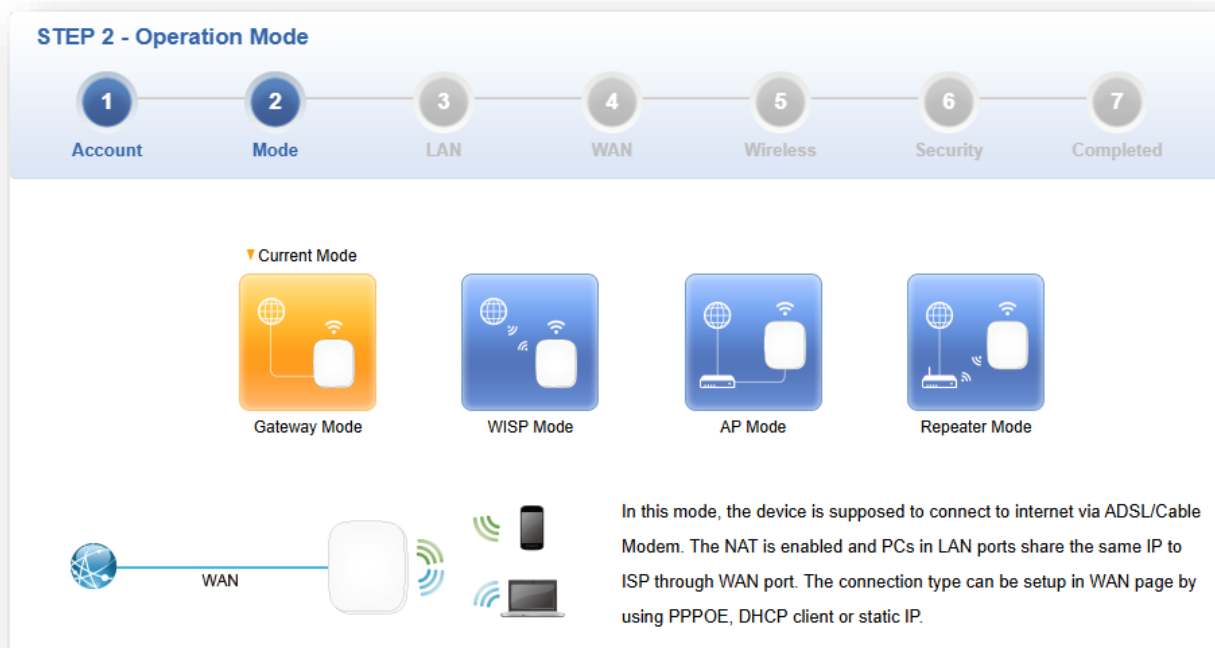 STEP 2 - Operation Mode
1 2 3 4 5 6 7
Account Mode LAN WAN Wireless Security Completed
Current Mode
Gateway Mode WISP Mode AP Mode Repeater Mode
In this mode, the device is supposed to connect to internet via ADSL/Cable
Modem. The NAT is enabled and PCs in LAN ports share the same IP to
ISP through WAN port. The connection type can be setup in WAN page by
using PPPOE, DHCP client or static IP.
WAN